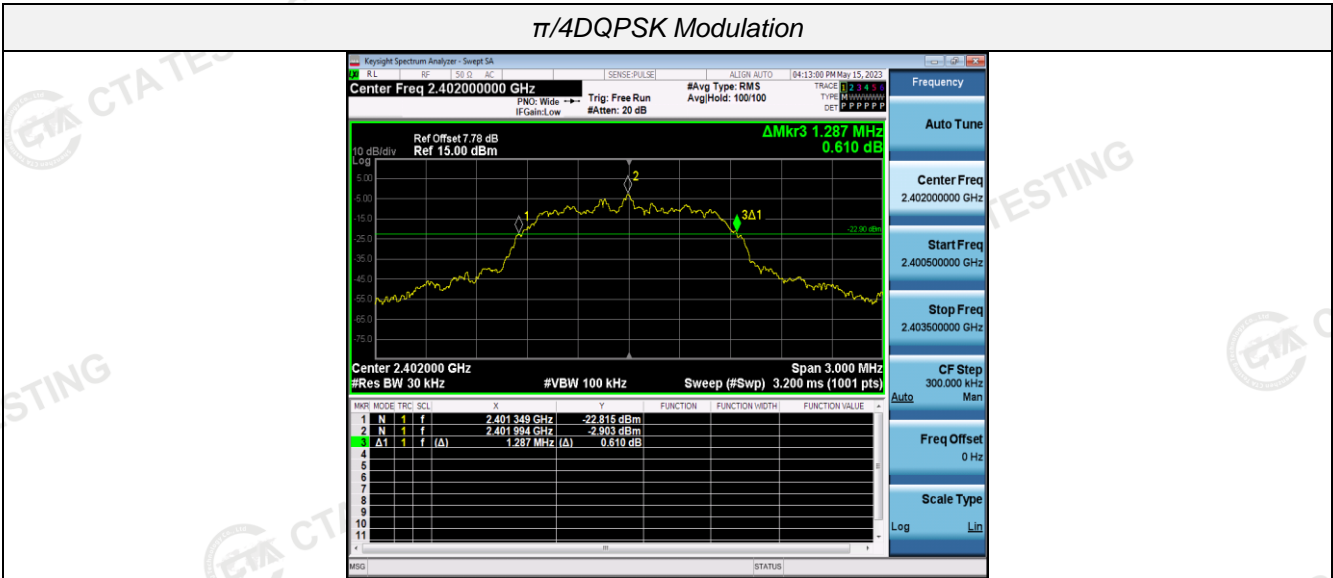 π/4DQPSK Modulation
Keysight Spectrum Analyzer - Swept SA
RL RF 50 Ω AC SENSE:PULSE ALIGN AUTO 04:13:00 PM May 15, 2023
Center Freq 2.402000000 GHz #Avg Type: RMS TRACE 1 2 3 4 5 6
PNO: Wide Trig: Free Run Avg|Hold: 100/100 TYPE M WWWWW
IFGain:Low #Atten: 20 dB DET P P P P P P
ΔMkr3 1.287 MHz
0.610 dB
Ref Offset 7.78 dB
10 dB/div Ref 15.00 dBm
Log
5.00
-5.00
-15.0
-25.0
-35.0
-45.0
-55.0
-65.0
-75.0
1
2
3Δ1
-22.90 dBm
Center 2.402000 GHz Span 3.000 MHz
#Res BW 30 kHz #VBW 100 kHz Sweep (#Swp) 3.200 ms (1001 pts)
MKR MODE TRC SCL X Y FUNCTION FUNCTION WIDTH FUNCTION VALUE
1 N 1 f 2.401 349 GHz -22.815 dBm
2 N 1 f 2.401 994 GHz -2.903 dBm
3 Δ1 1 f (Δ) 1.287 MHz (Δ) 0.610 dB
4
5
6
7
8
9
10
11
MSG STATUS
Frequency
Auto Tune
Center Freq
2.402000000 GHz
Start Freq
2.400500000 GHz
Stop Freq
2.403500000 GHz
CF Step
300.000 kHz
Auto Man
Freq Offset
0 Hz
Scale Type
Log Lin
CTA TES
TESTING
STING
CTA
C